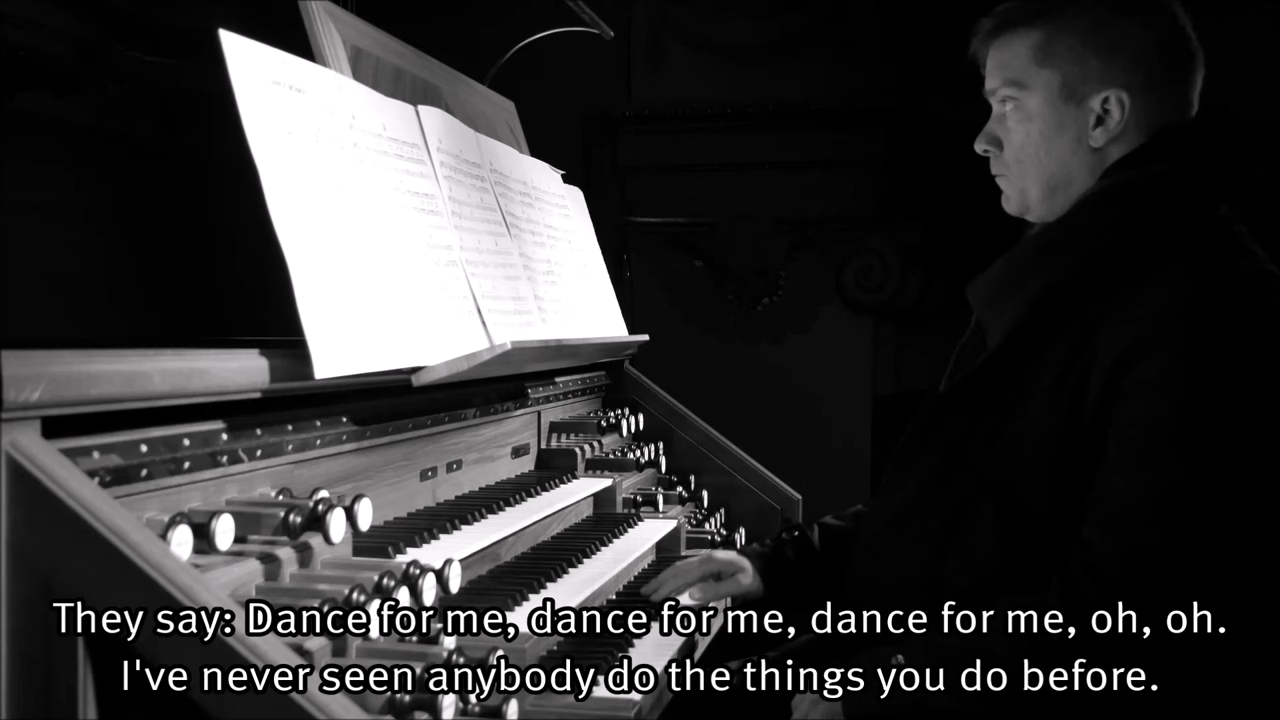 They say: Dance for me, dance for me, dance for me, oh, oh.
I've never seen anybody do the things you do before.